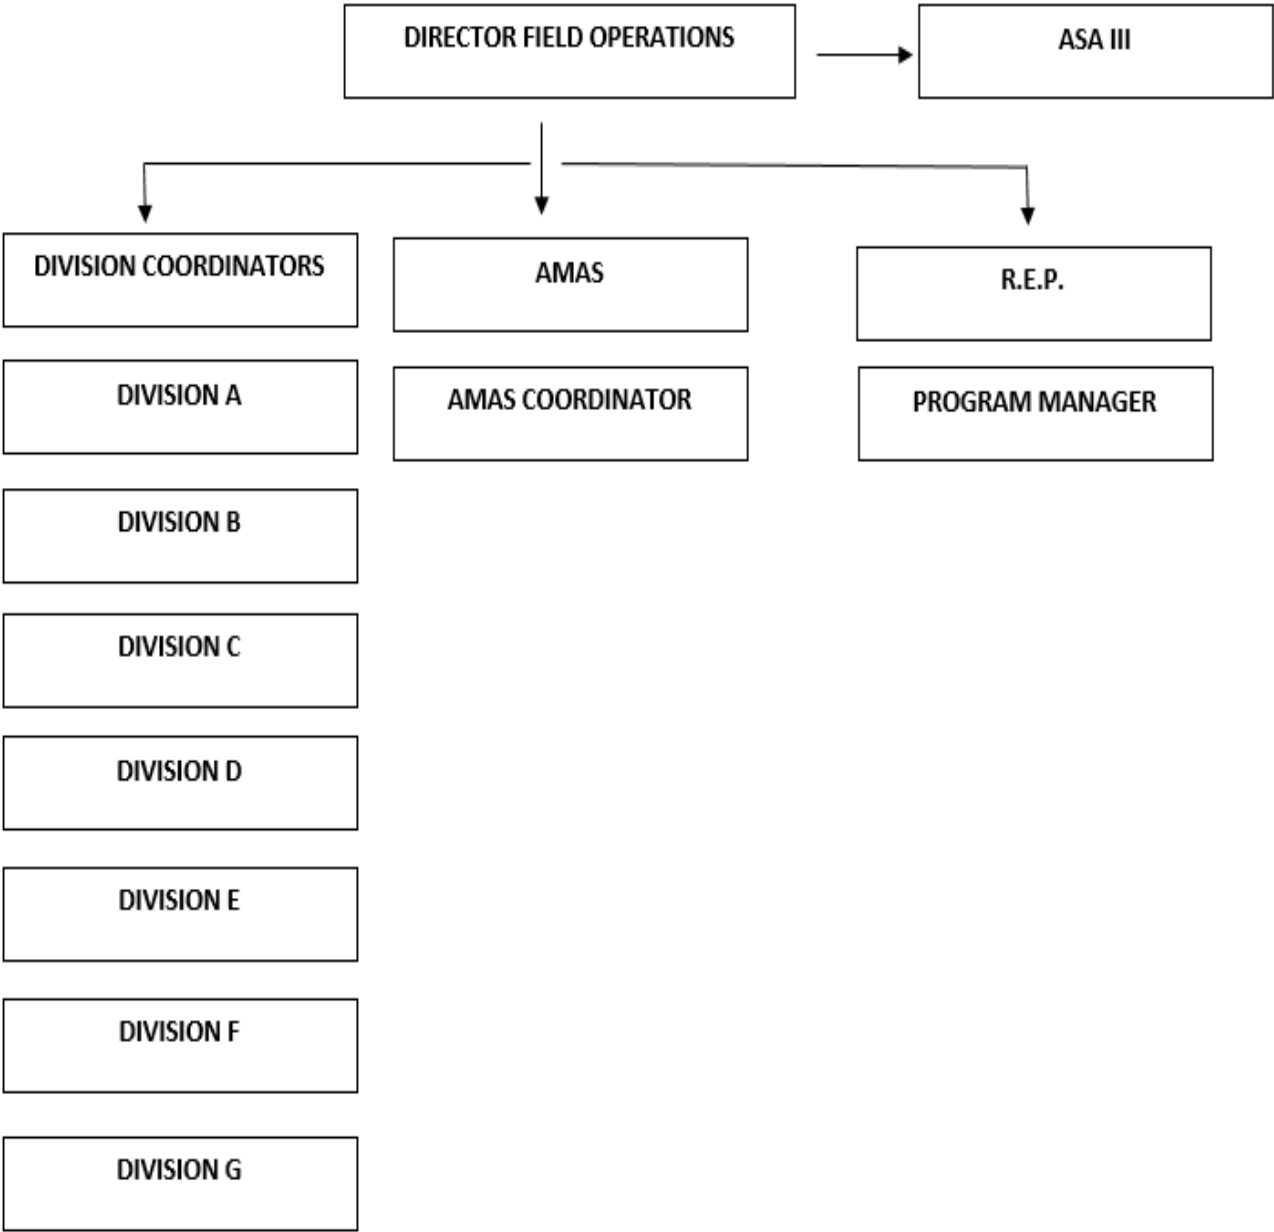 DIRECTOR FIELD OPERATIONS
ASA III
DIVISION COORDINATORS
AMAS
R.E.P.
DIVISION A
AMAS COORDINATOR
PROGRAM MANAGER
DIVISION B
DIVISION C
DIVISION D
DIVISION E
DIVISION F
DIVISION G